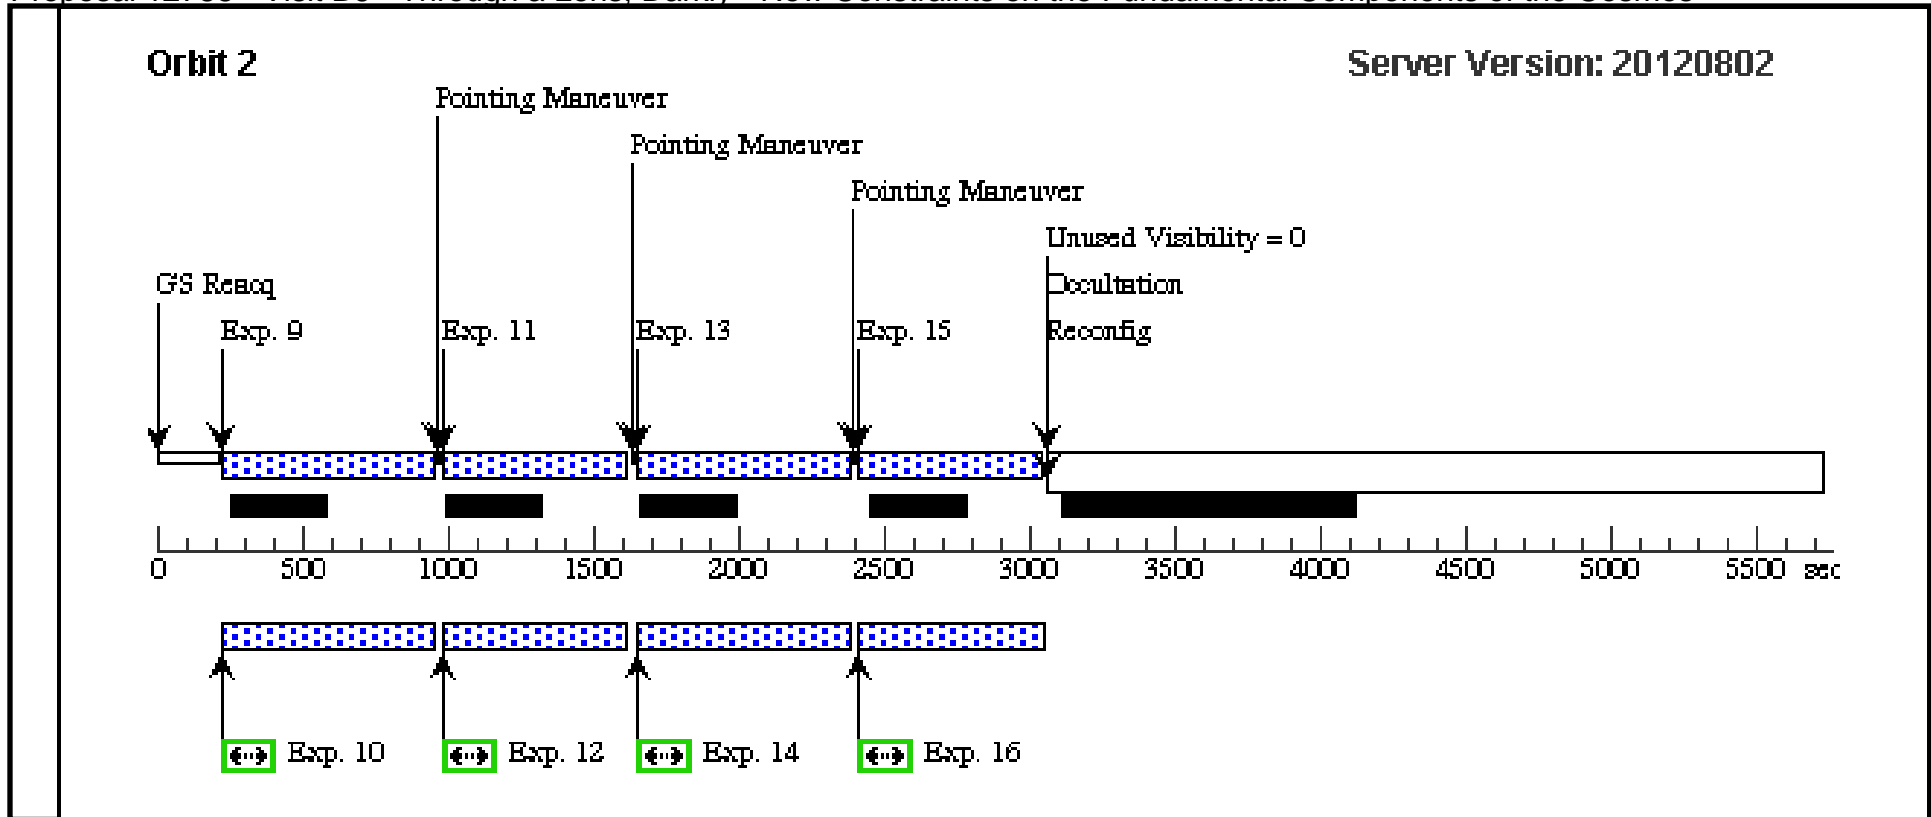 Orbit 2
Server Version: 20120802
Pointing Maneuver
Pointing Maneuver
Pointing Maneuver
Unused Visibility = 0
GS Reacq
Occultation
Exp. 9
Exp. 11
Exp. 13
Exp. 15
Reconfig
0 500 1000 1500 2000 2500 3000 3500 4000 4500 5000 5500 sec
Exp. 10
Exp. 12
Exp. 14
Exp. 16